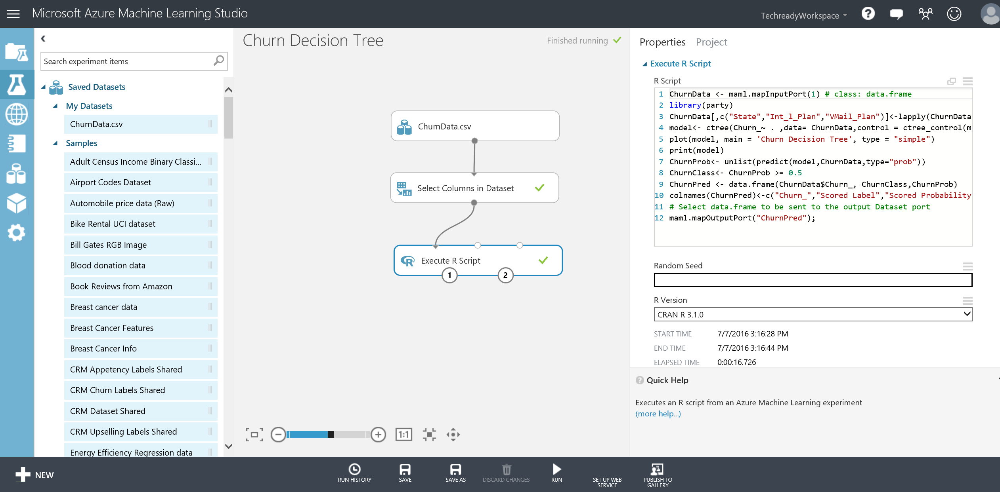 Microsoft Azure Machine Learning Studio
TechreadyWorkspace
Search experiment items
Saved Datasets
My Datasets
ChurnData.csv
Samples
Adult Census Income Binary Classi...
Airport Codes Dataset
Automobile price data (Raw)
Bike Rental UCI dataset
Bill Gates RGB Image
Blood donation data
Book Reviews from Amazon
Breast cancer data
Breast Cancer Features
Breast Cancer Info
CRM Appetency Labels Shared
CRM Churn Labels Shared
CRM Dataset Shared
CRM Upselling Labels Shared
Energy Efficiency Regression data
Churn Decision Tree
Finished running
ChurnData.csv
Select Columns in Dataset
Execute R Script
1
2
1:1
Properties Project
Execute R Script
R Script
1 ChurnData <- maml.mapInputPort(1) # class: data.frame
2 library(party)
3 ChurnData[,c("State","Int_l_Plan","VMail_Plan")]<-lapply(ChurnData
4 model<- ctree(Churn_~ . ,data= ChurnData,control = ctree_control(m
5 plot(model, main = 'Churn Decision Tree', type = "simple")
6 print(model)
7 ChurnProb<- unlist(predict(model,ChurnData,type="prob"))
8 ChurnClass<- ChurnProb >= 0.5
9 ChurnPred <- data.frame(ChurnData$Churn_, ChurnClass,ChurnProb)
10 colnames(ChurnPred)<-c("Churn_","Scored Label","Scored Probability
11 # Select data.frame to be sent to the output Dataset port
12 maml.mapOutputPort("ChurnPred");
Random Seed
R Version
CRAN R 3.1.0
START TIME 7/7/2016 3:16:28 PM
END TIME 7/7/2016 3:16:44 PM
ELAPSED TIME 0:00:16.726
? Quick Help
Executes an R script from an Azure Machine Learning experiment
(more help...)
NEW
RUN HISTORY
SAVE
SAVE AS
DISCARD CHANGES
RUN
SET UP WEB
SERVICE
PUBLISH TO
GALLERY